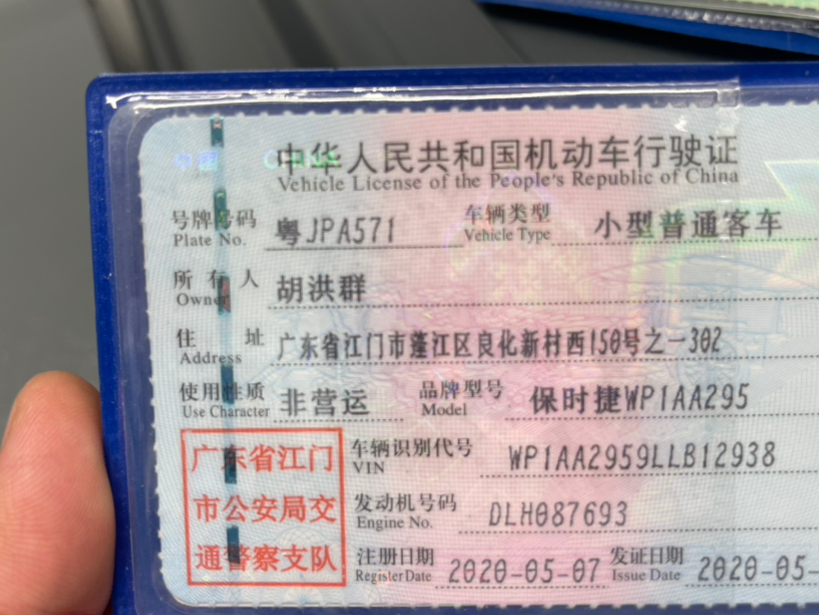 中华人民共和国机动车行驶证
Vehicle License of the People's Republic of China
号牌号码 粤JPA571 车辆类型 小型普通客车
Plate No. Vehicle Type
所有人 胡洪群
Owner
住址 广东省江门市蓬江区良化新村西150号之一302
Address
使用性质 非营运 品牌型号 保时捷WP1AA295
Use Character Model
广东省江门 车辆识别代号 WP1AA2959LLB12938
VIN
市公安局交 发动机号码 DLH087693
Engine No.
通警察支队 注册日期 2020-05-07 发证日期 2020-05-
Register Date Issue Date